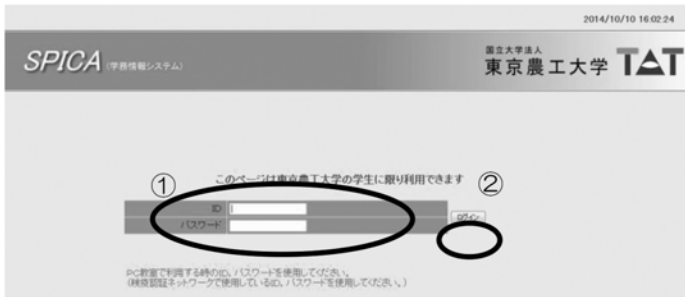 2014/10/10 16:02:24
SPICA (学務情報システム)
国立大学法人
東京農工大学 TAT
このページは東京農工大学の学生に限り利用できます
① ②
ID
パスワード
ログイン
PC教室で利用する時のID、パスワードを使用してください。
(検疫認証ネットワークで使用しているID、パスワードを使用してください。)